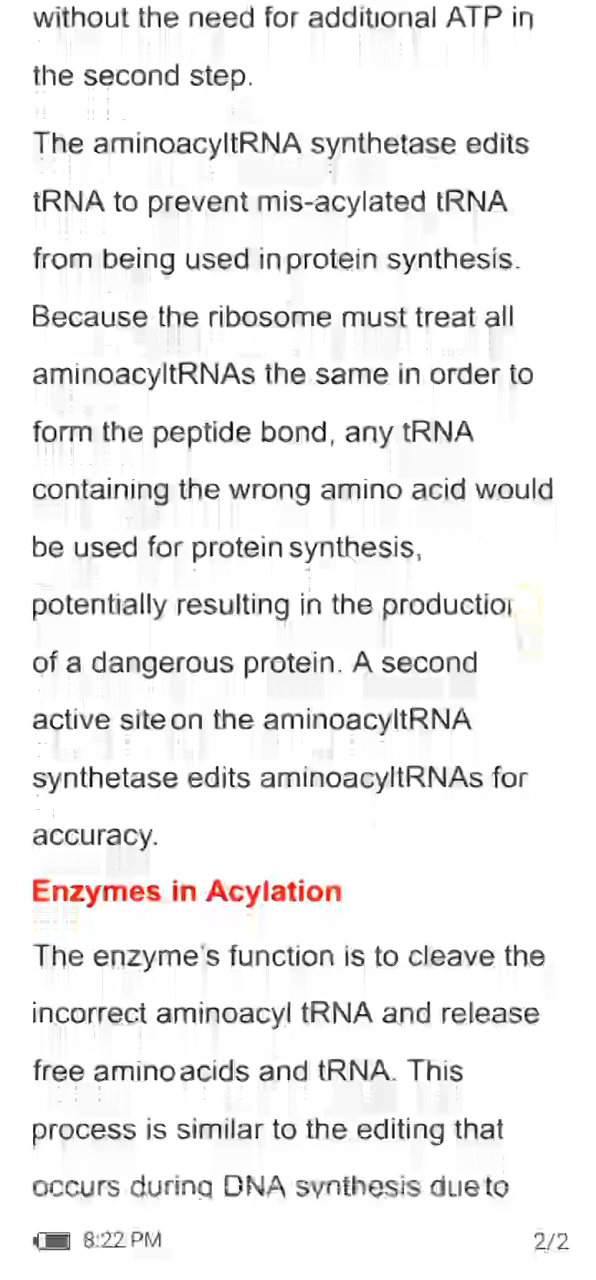 without the need for additional ATP in
the second step.
The aminoacyltRNA synthetase edits
tRNA to prevent mis-acylated tRNA
from being used in protein synthesis.
Because the ribosome must treat all
aminoacyltRNAs the same in order to
form the peptide bond, any tRNA
containing the wrong amino acid would
be used for protein synthesis,
potentially resulting in the production
of a dangerous protein. A second
active site on the aminoacyltRNA
synthetase edits aminoacyltRNAs for
accuracy.
Enzymes in Acylation
The enzyme's function is to cleave the
incorrect aminoacyl tRNA and release
free amino acids and tRNA. This
process is similar to the editing that
occurs during DNA synthesis due to
8:22 PM 2/2